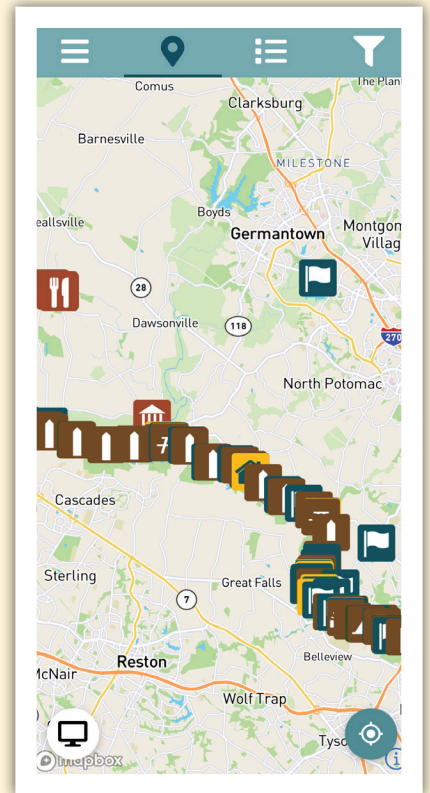 Comus
The Plan
Clarksburg
Barnesville
MILESTONE
eallsville
Boyds
Germantown
Montgom
Villag
28
Dawsonville
118
270
North Potomac
Cascades
Sterling
Great Falls
7
Reston
Belleview
McNair
Wolf Trap
Tyso
mapbox